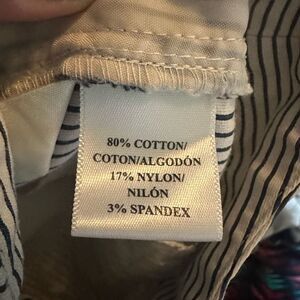 80% COTTON/
COTON/ALGODÓN
17% NYLON/
NILÓN
3% SPANDEX